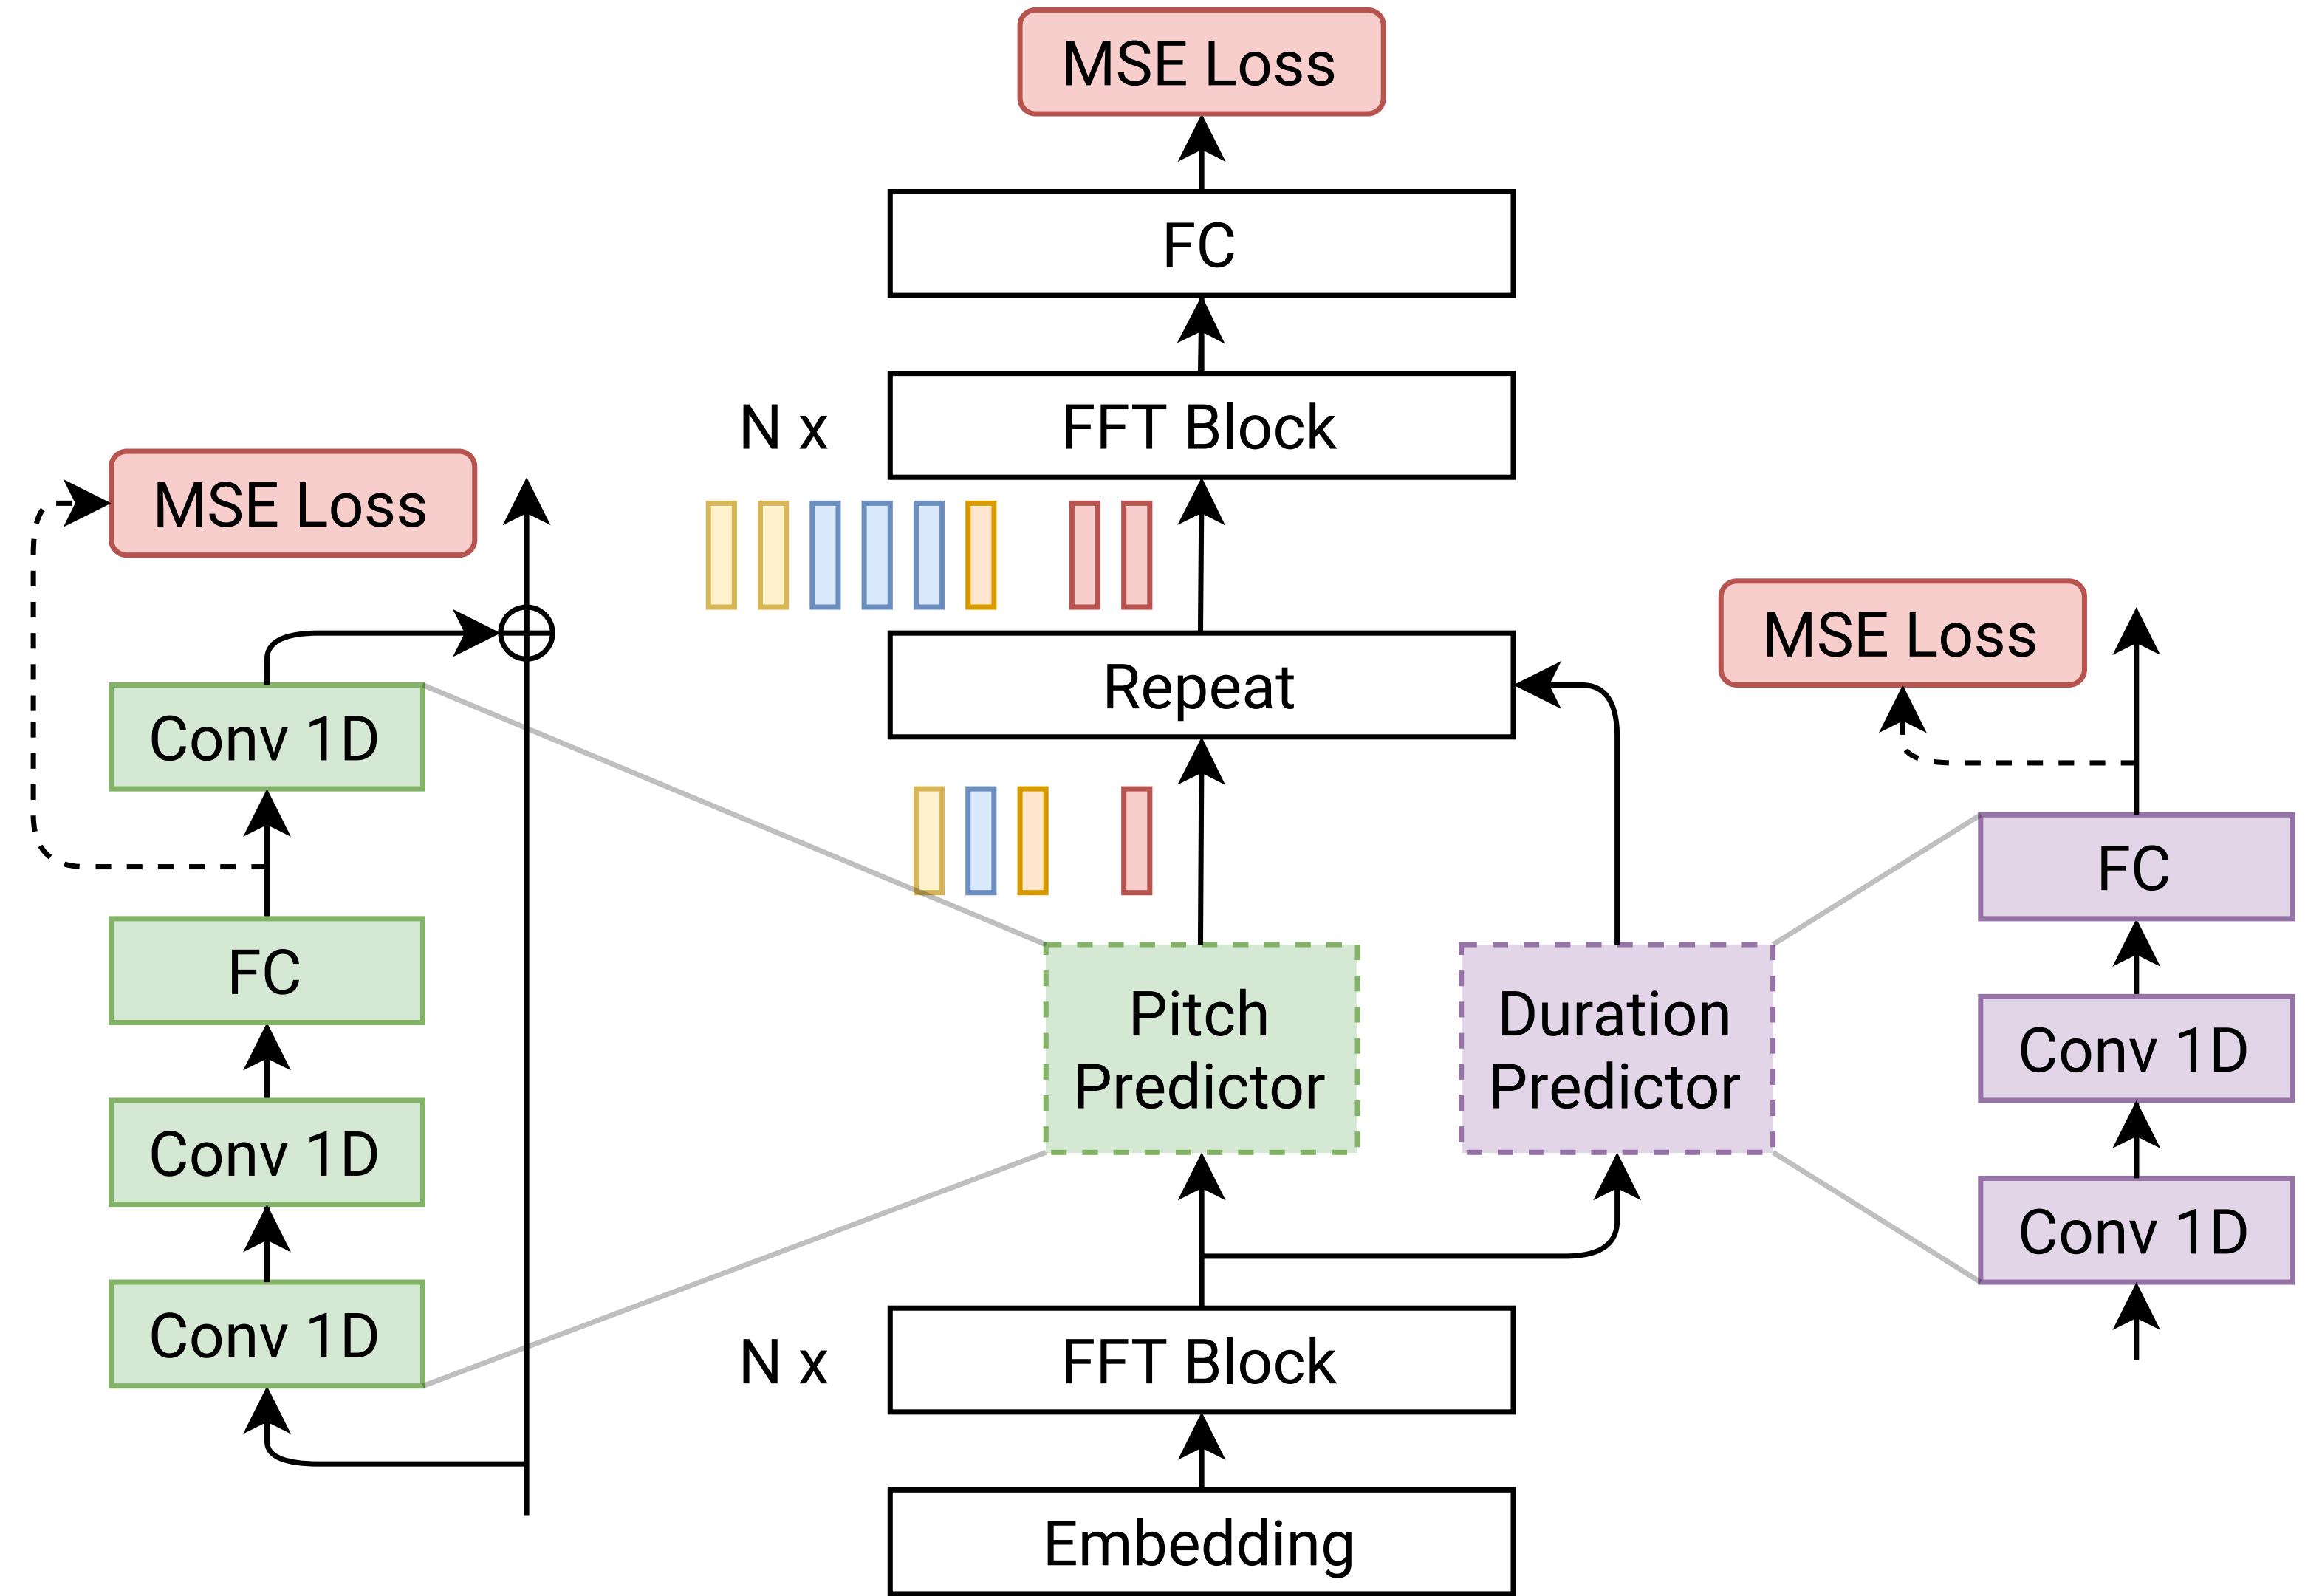 MSE Loss
FC
N x
FFT Block
MSE Loss
MSE Loss
Repeat
Conv 1D
FC
FC
Pitch
Predictor
Duration
Predictor
Conv 1D
Conv 1D
Conv 1D
Conv 1D
N x
FFT Block
Embedding